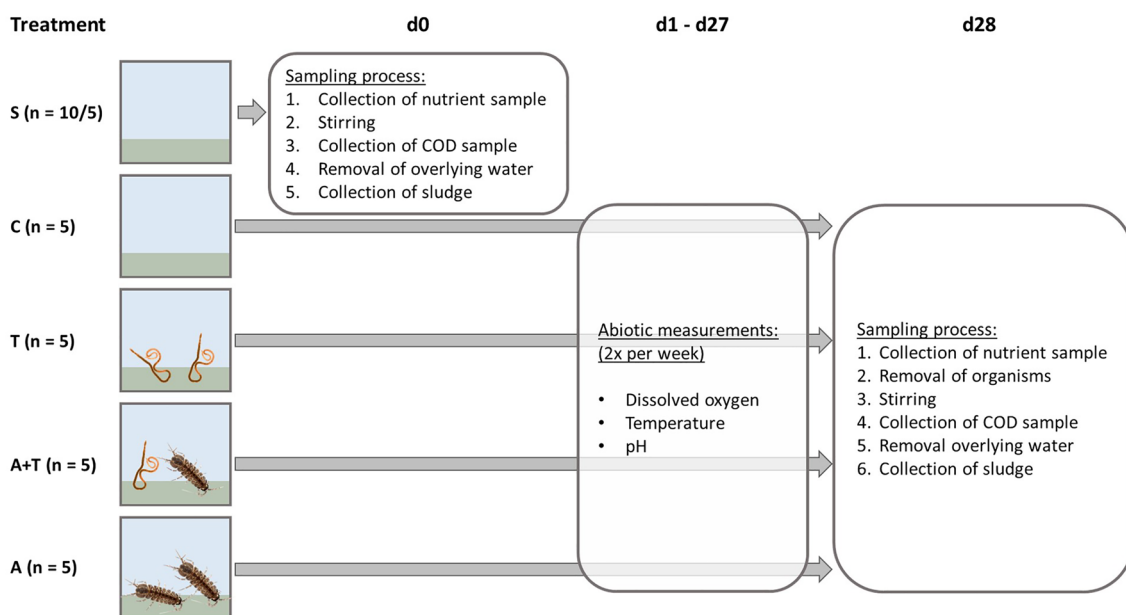 Treatment
d0
d1 - d27
d28
S (n = 10/5)
Sampling process:
1. Collection of nutrient sample
2. Stirring
3. Collection of COD sample
4. Removal of overlying water
5. Collection of sludge
C (n = 5)
T (n = 5)
A+T (n = 5)
A (n = 5)
Abiotic measurements:
(2x per week)
• Dissolved oxygen
• Temperature
• pH
Sampling process:
1. Collection of nutrient sample
2. Removal of organisms
3. Stirring
4. Collection of COD sample
5. Removal overlying water
6. Collection of sludge